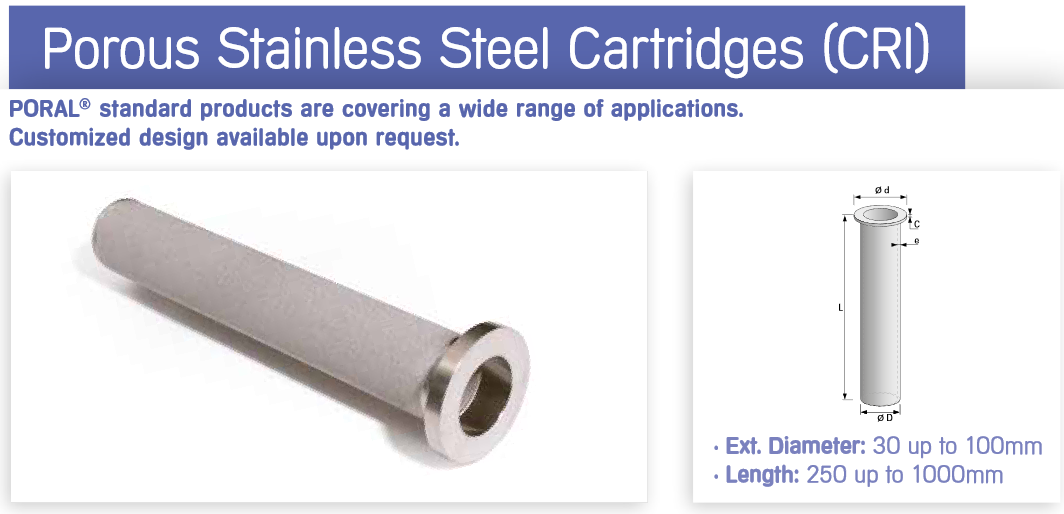 Porous Stainless Steel Cartridges (CRI)
PORAL® standard products are covering a wide range of applications.
Customized design available upon request.
Ø d
C
e
L
Ø D
· Ext. Diameter: 30 up to 100mm
· Length: 250 up to 1000mm